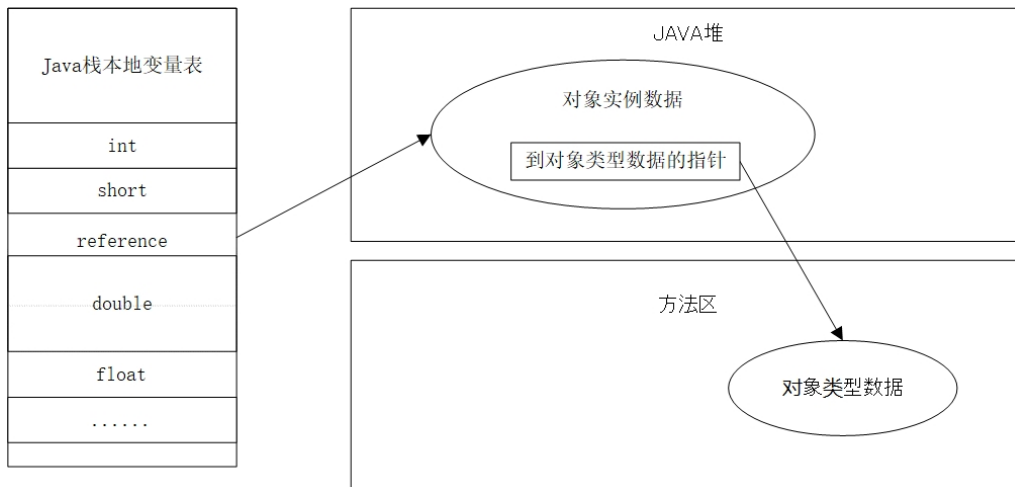 Java栈本地变量表
int
short
reference
double
float
......
JAVA堆
对象实例数据
到对象类型数据的指针
方法区
对象类型数据